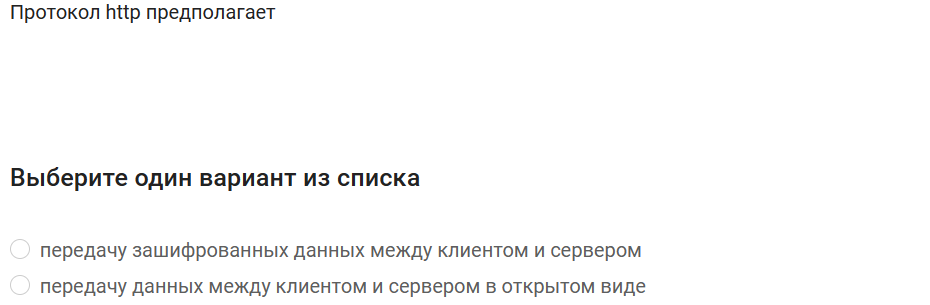 Протокол http предполагает
Выберите один вариант из списка
передачу зашифрованных данных между клиентом и сервером
передачу данных между клиентом и сервером в открытом виде